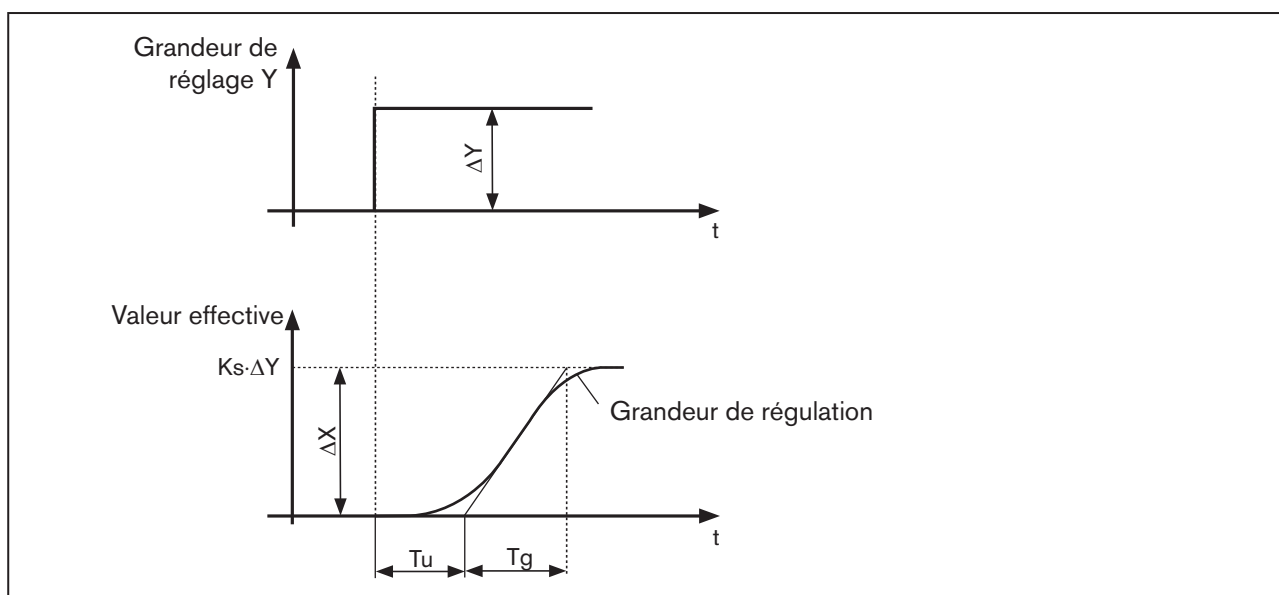 Grandeur de
réglage Y
ΔY
t
Valeur effective
Ks·ΔY
ΔX
Grandeur de régulation
t
Tu
Tg